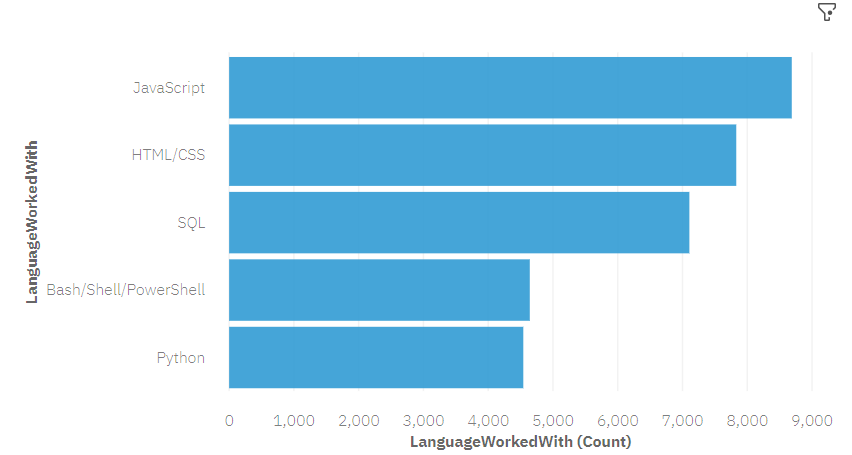 LanguageWorkedWith
JavaScript
HTML/CSS
SQL
Bash/Shell/PowerShell
Python
0 1,000 2,000 3,000 4,000 5,000 6,000 7,000 8,000 9,000
LanguageWorkedWith (Count)